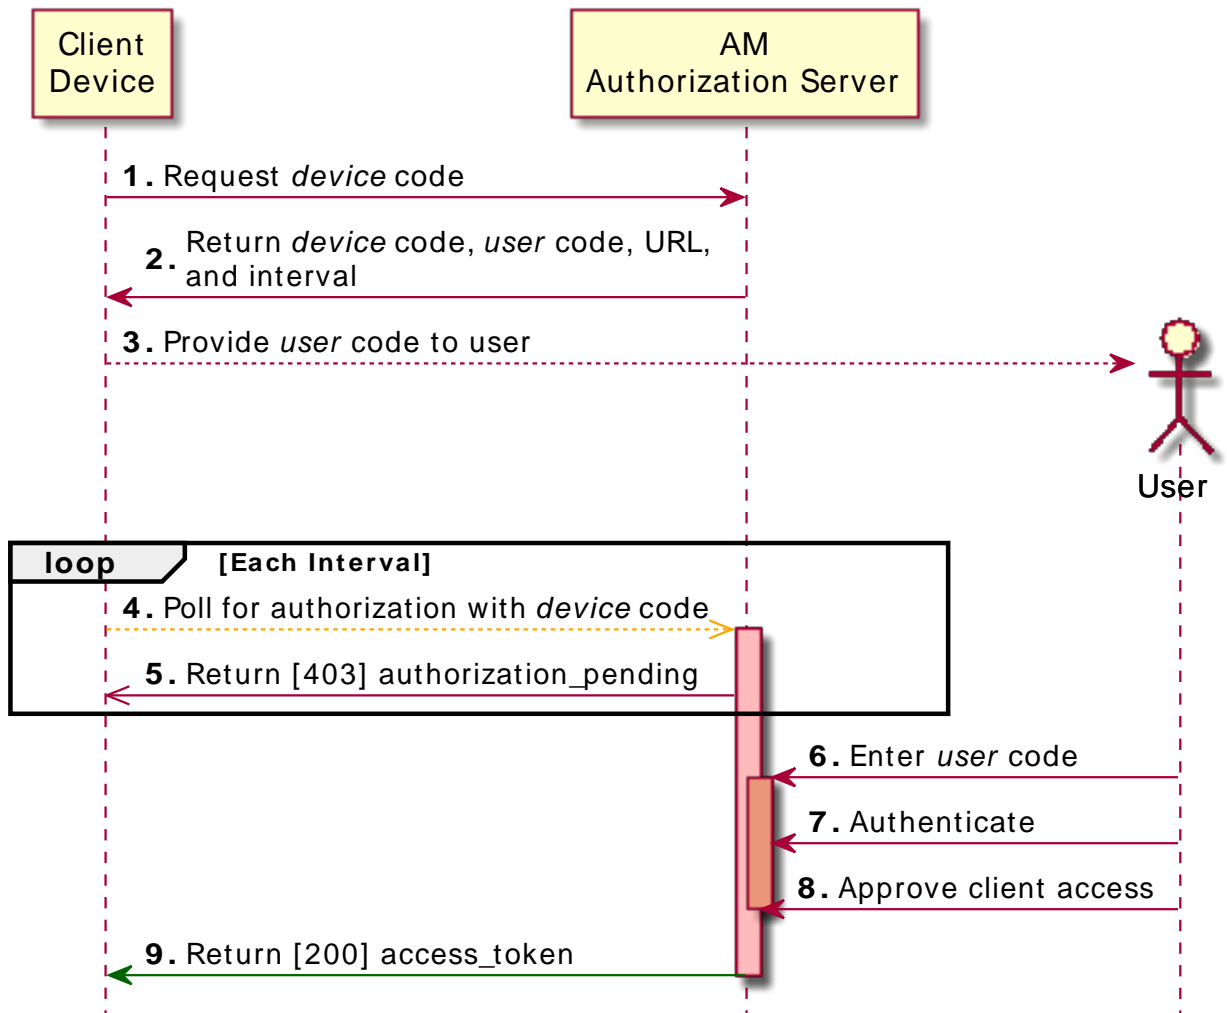 Client
Device
AM
Authorization Server
1. Request device code
2. Return device code, user code, URL,
and interval
3. Provide user code to user
User
loop [Each Interval]
4. Poll for authorization with device code
5. Return [403] authorization_pending
6. Enter user code
7. Authenticate
8. Approve client access
9. Return [200] access_token